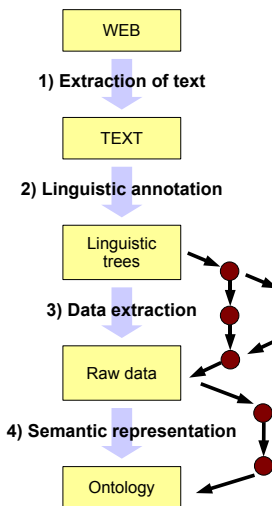 WEB
1) Extraction of text
TEXT
2) Linguistic annotation
Linguistic
trees
3) Data extraction
Raw data
4) Semantic representation
Ontology